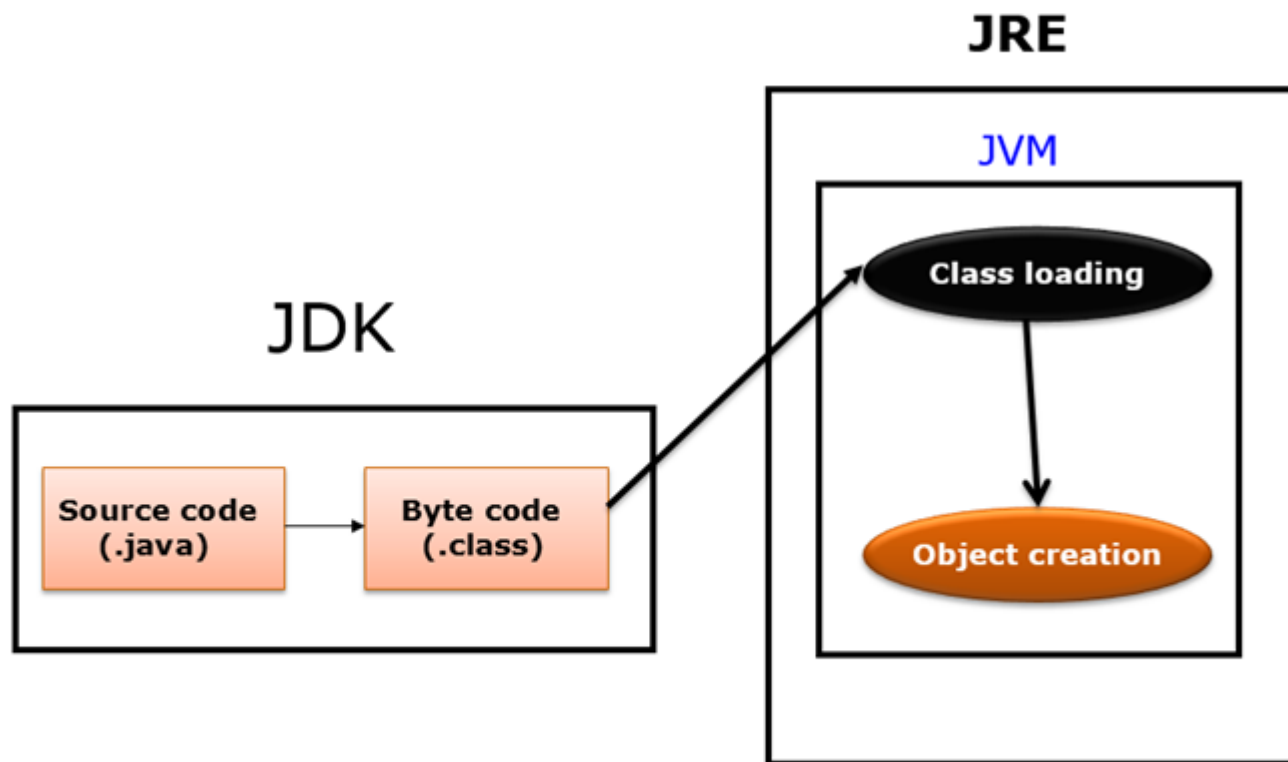 JRE
JVM
Class loading
JDK
Source code
(.java)
Byte code
(.class)
Object creation